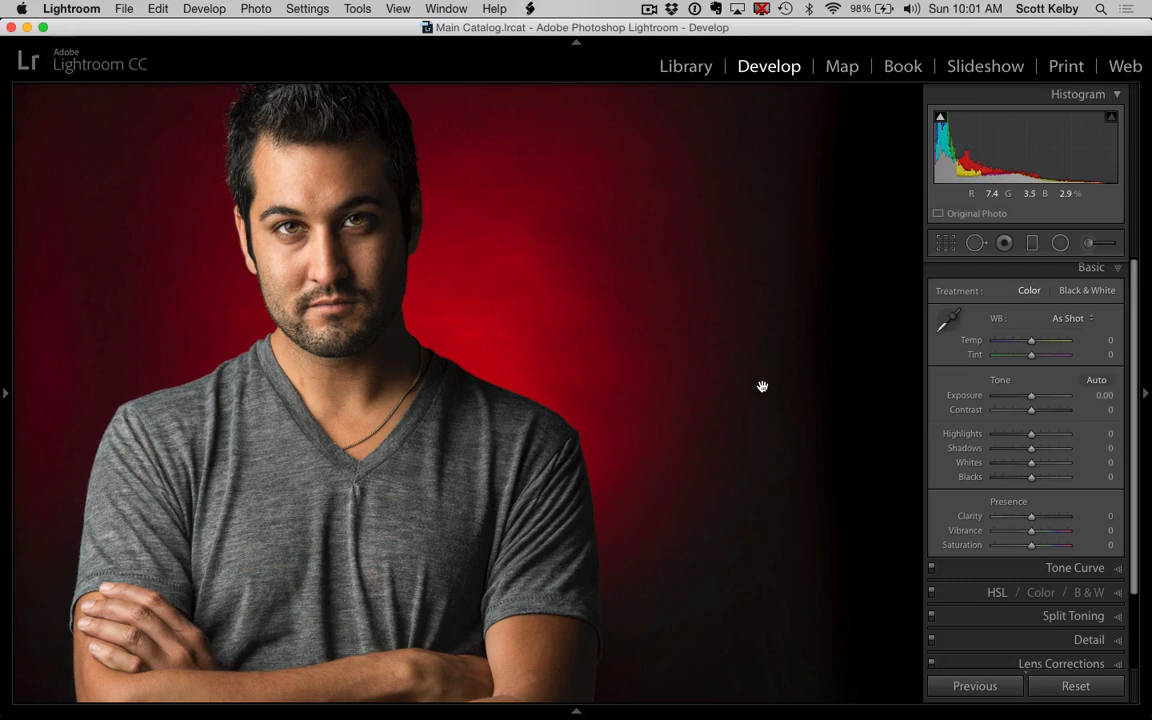 Lightroom File Edit Develop Photo Settings Tools View Window Help 98% Sun 10:01 AM Scott Kelby
Main Catalog.lrcat - Adobe Photoshop Lightroom - Develop
Lr Adobe
Lightroom CC
Library Develop Map Book Slideshow Print Web
Histogram
R 7.4 G 3.5 B 2.9 %
Original Photo
Basic
Treatment : Color Black & White
WB : As Shot
Temp 0
Tint 0
Tone Auto
Exposure 0.00
Contrast 0
Highlights 0
Shadows 0
Whites 0
Blacks 0
Presence
Clarity 0
Vibrance 0
Saturation 0
Tone Curve
HSL / Color / B & W
Split Toning
Detail
Lens Corrections
Previous Reset